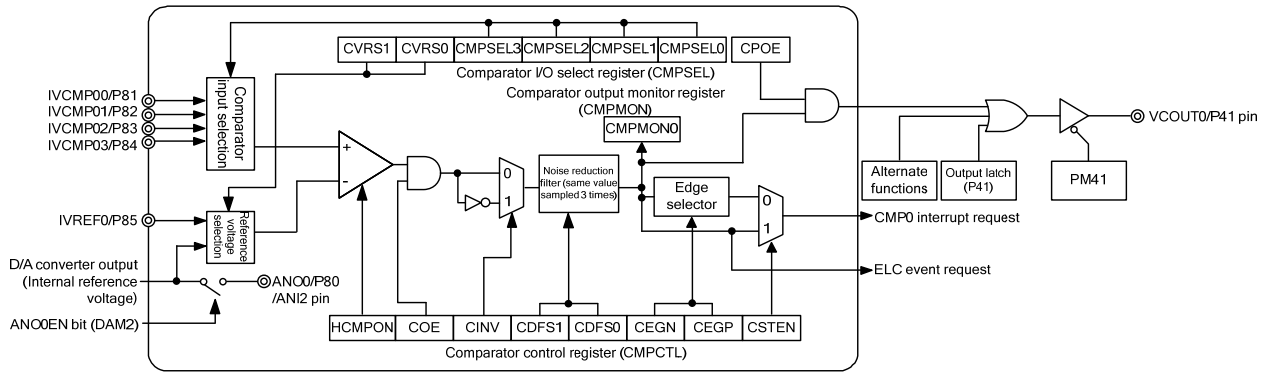 CVRS1 CVRS0 CMPSEL3 CMPSEL2 CMPSEL1 CMPSEL0 CPOE
Comparator I/O select register (CMPSEL)
Comparator output monitor register
(CMPMON)
CMPMON0
IVCMP00/P81
IVCMP01/P82
IVCMP02/P83
IVCMP03/P84
Comparator
input selection
+
-
0
1
Noise reduction
filter (same value
sampled 3 times)
Edge
selector
0
1
VCOUT0/P41 pin
Alternate
functions
Output latch
(P41)
PM41
IVREF0/P85
Reference
voltage
selection
CMP0 interrupt request
D/A converter output
(Internal reference
voltage)
ANO0/P80
/ANI2 pin
ELC event request
ANO0EN bit (DAM2)
HCMPON COE CINV CDFS1 CDFS0 CEGN CEGP CSTEN
Comparator control register (CMPCTL)